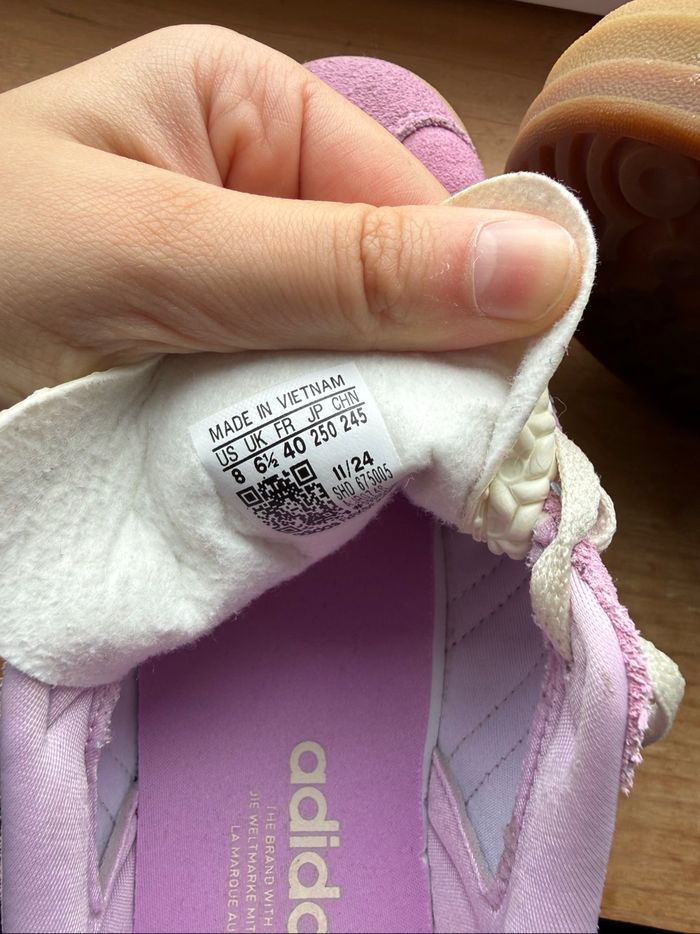 MADE IN VIETNAM
US UK FR JP CHN
8 6½ 40 250 245
11/24
SHD 675005
adidas
THE BRAND WITH
DIE WELTMARKE MIT
LA MARQUE AU